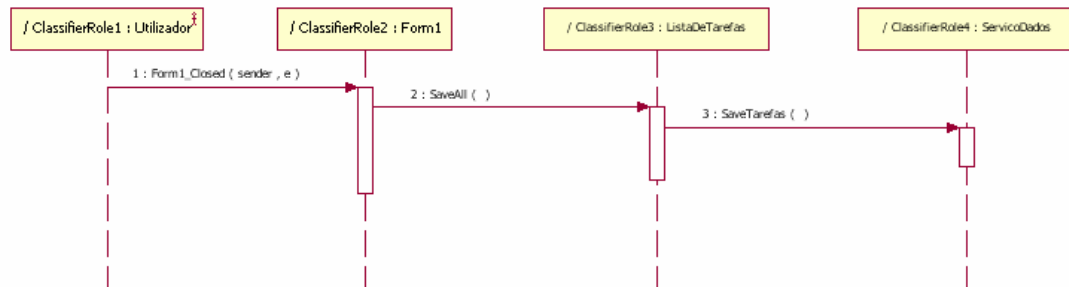 / ClassifierRole1 : Utilizador
/ ClassifierRole2 : Form1
/ ClassifierRole3 : ListaDeTarefas
/ ClassifierRole4 : ServicoDados
1 : Form1_Closed ( sender , e )
2 : SaveAll ( )
3 : SaveTarefas ( )